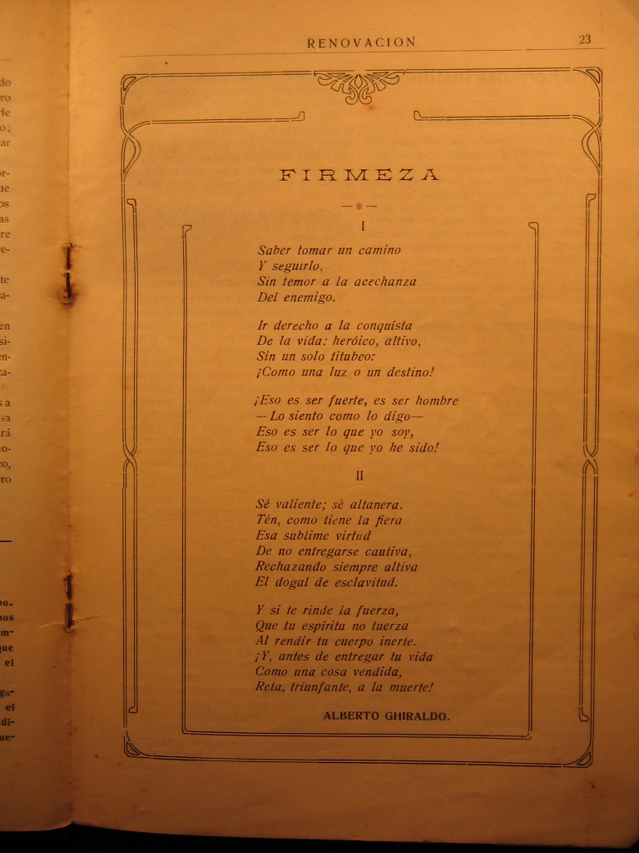 RENOVACION
23
FIRMEZA
I
Saber tomar un camino
Y seguirlo,
Sin temor a la acechanza
Del enemigo.
Ir derecho a la conquista
De la vida: heróico, altivo,
Sin un solo titubeo:
¡Como una luz o un destino!
¡Eso es ser fuerte, es ser hombre
— Lo siento como lo digo—
Eso es ser lo que yo soy,
Eso es ser lo que yo he sido!
II
Sé valiente; sè altanera.
Tén, como tiene la fiera
Esa sublime virtud
De no entregarse cautiva,
Rechazando siempre altiva
El dogal de esclavitud.
Y si te rinde la fuerza,
Que tu espiritu no tuerza
Al rendir tu cuerpo inerte.
¡Y, antes de entregar tu vida
Como una cosa vendida,
Reta, triunfante, a la muerte!
ALBERTO GHIRALDO.